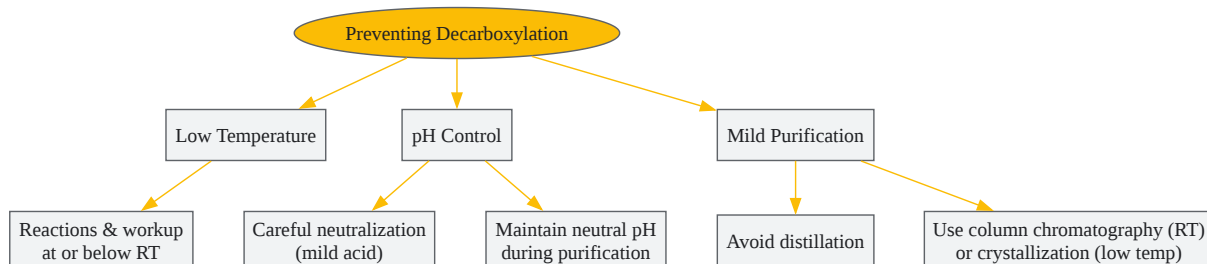 Preventing Decarboxylation
Low Temperature
pH Control
Mild Purification
Reactions & workup
at or below RT
Careful neutralization
(mild acid)
Maintain neutral pH
during purification
Avoid distillation
Use column chromatography (RT)
or crystallization (low temp)